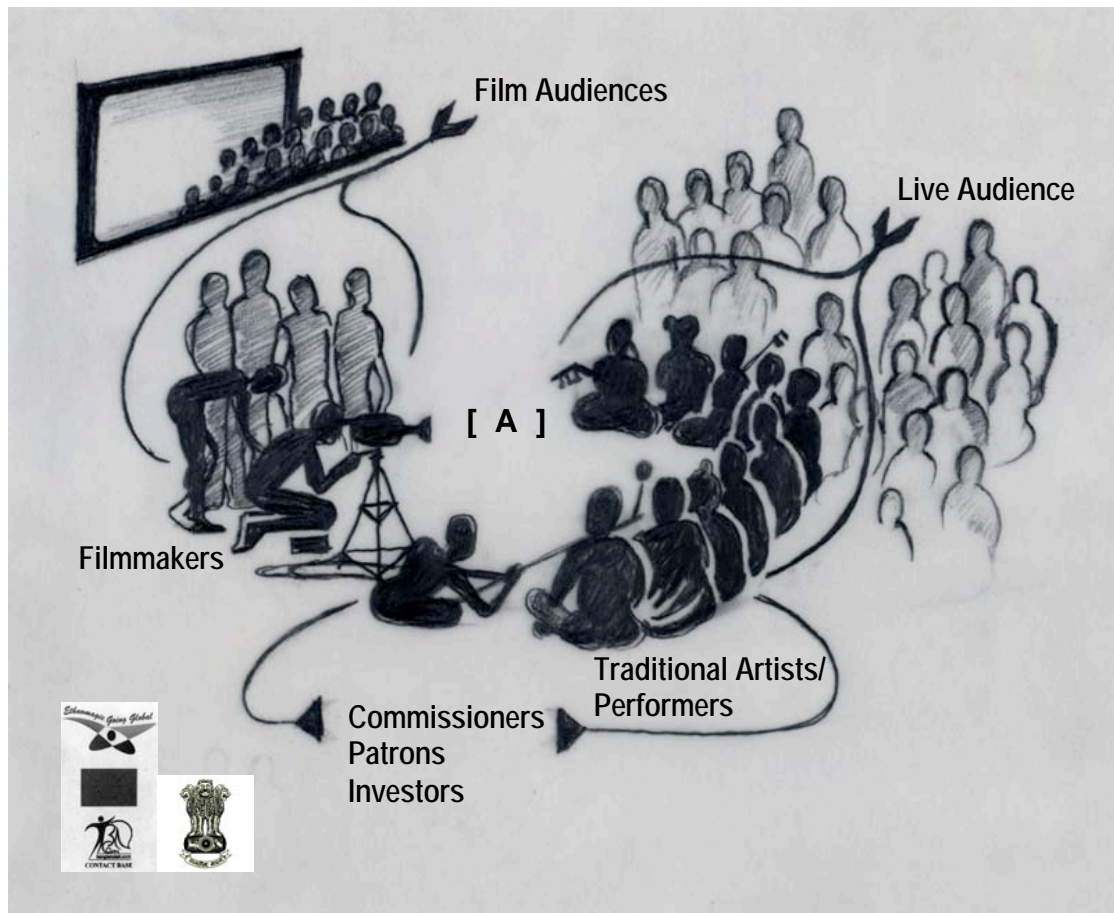 Film Audiences
Live Audience
[ A ]
Filmmakers
Traditional Artists/
Performers
Commissioners
Patrons
Investors
Ethnomagic Going Global
CONTACT BASE